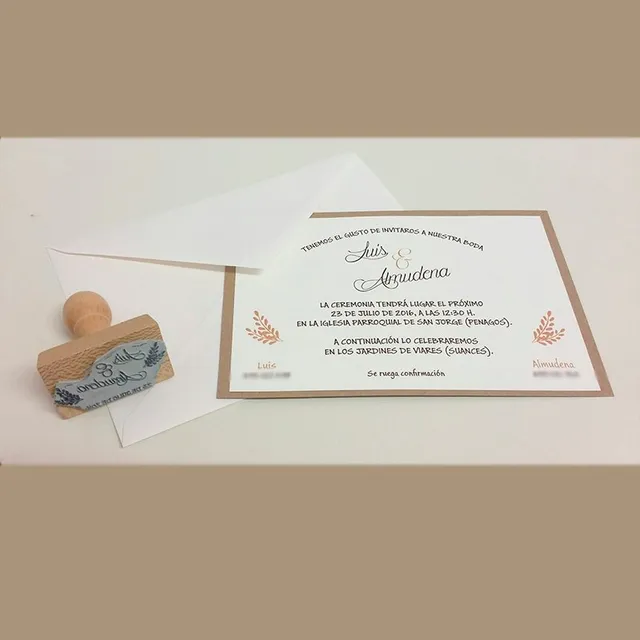 TENEMOS EL GUSTO DE INVITAROS A NUESTRA BODA
Luis
&
Almudena
LA CEREMONIA TENDRÁ LUGAR EL PRÓXIMO
23 DE JULIO DE 2016, A LAS 12:30 H.
EN LA IGLESIA PARROQUIAL DE SAN JORGE (PENAGOS).
A CONTINUACIÓN LO CELEBRAREMOS
EN LOS JARDINES DE VIARES (SUANCES).
Luis
Almudena
Se ruega confirmación
Luis &
Almudena